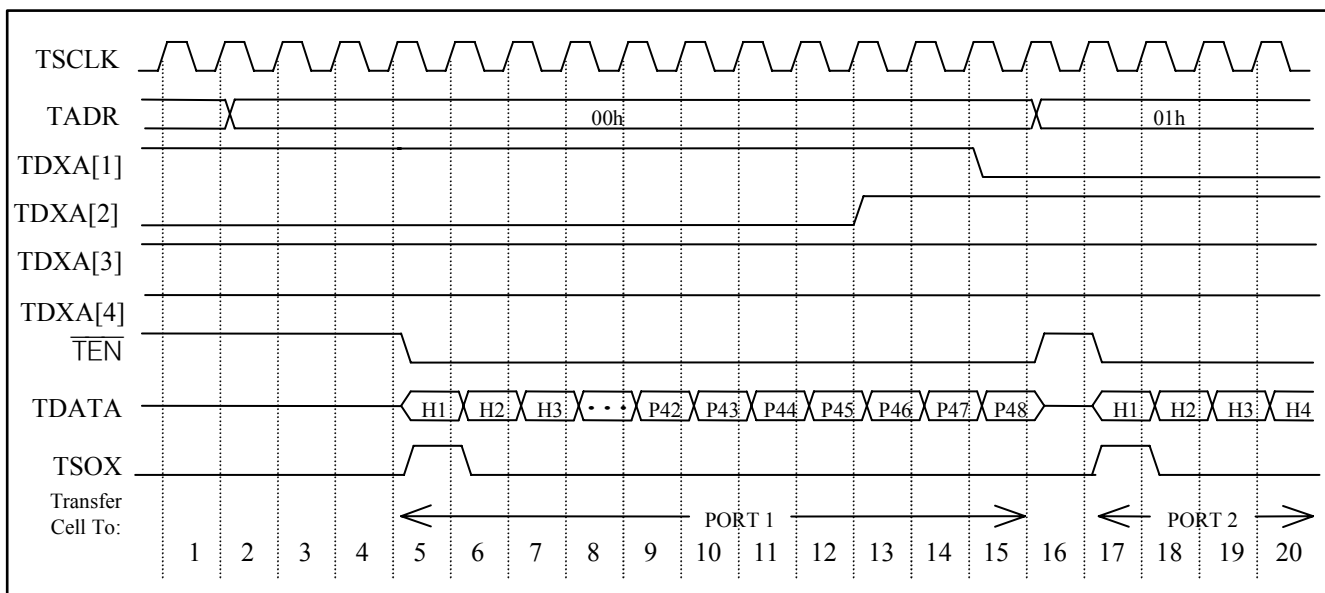 TSCLK
TADR 00h 01h
TDXA[1]
TDXA[2]
TDXA[3]
TDXA[4]
TEN
TDATA H1 H2 H3 ··· P42 P43 P44 P45 P46 P47 P48 H1 H2 H3 H4
TSOX
Transfer
Cell To: PORT 1 PORT 2
1 2 3 4 5 6 7 8 9 10 11 12 13 14 15 16 17 18 19 20